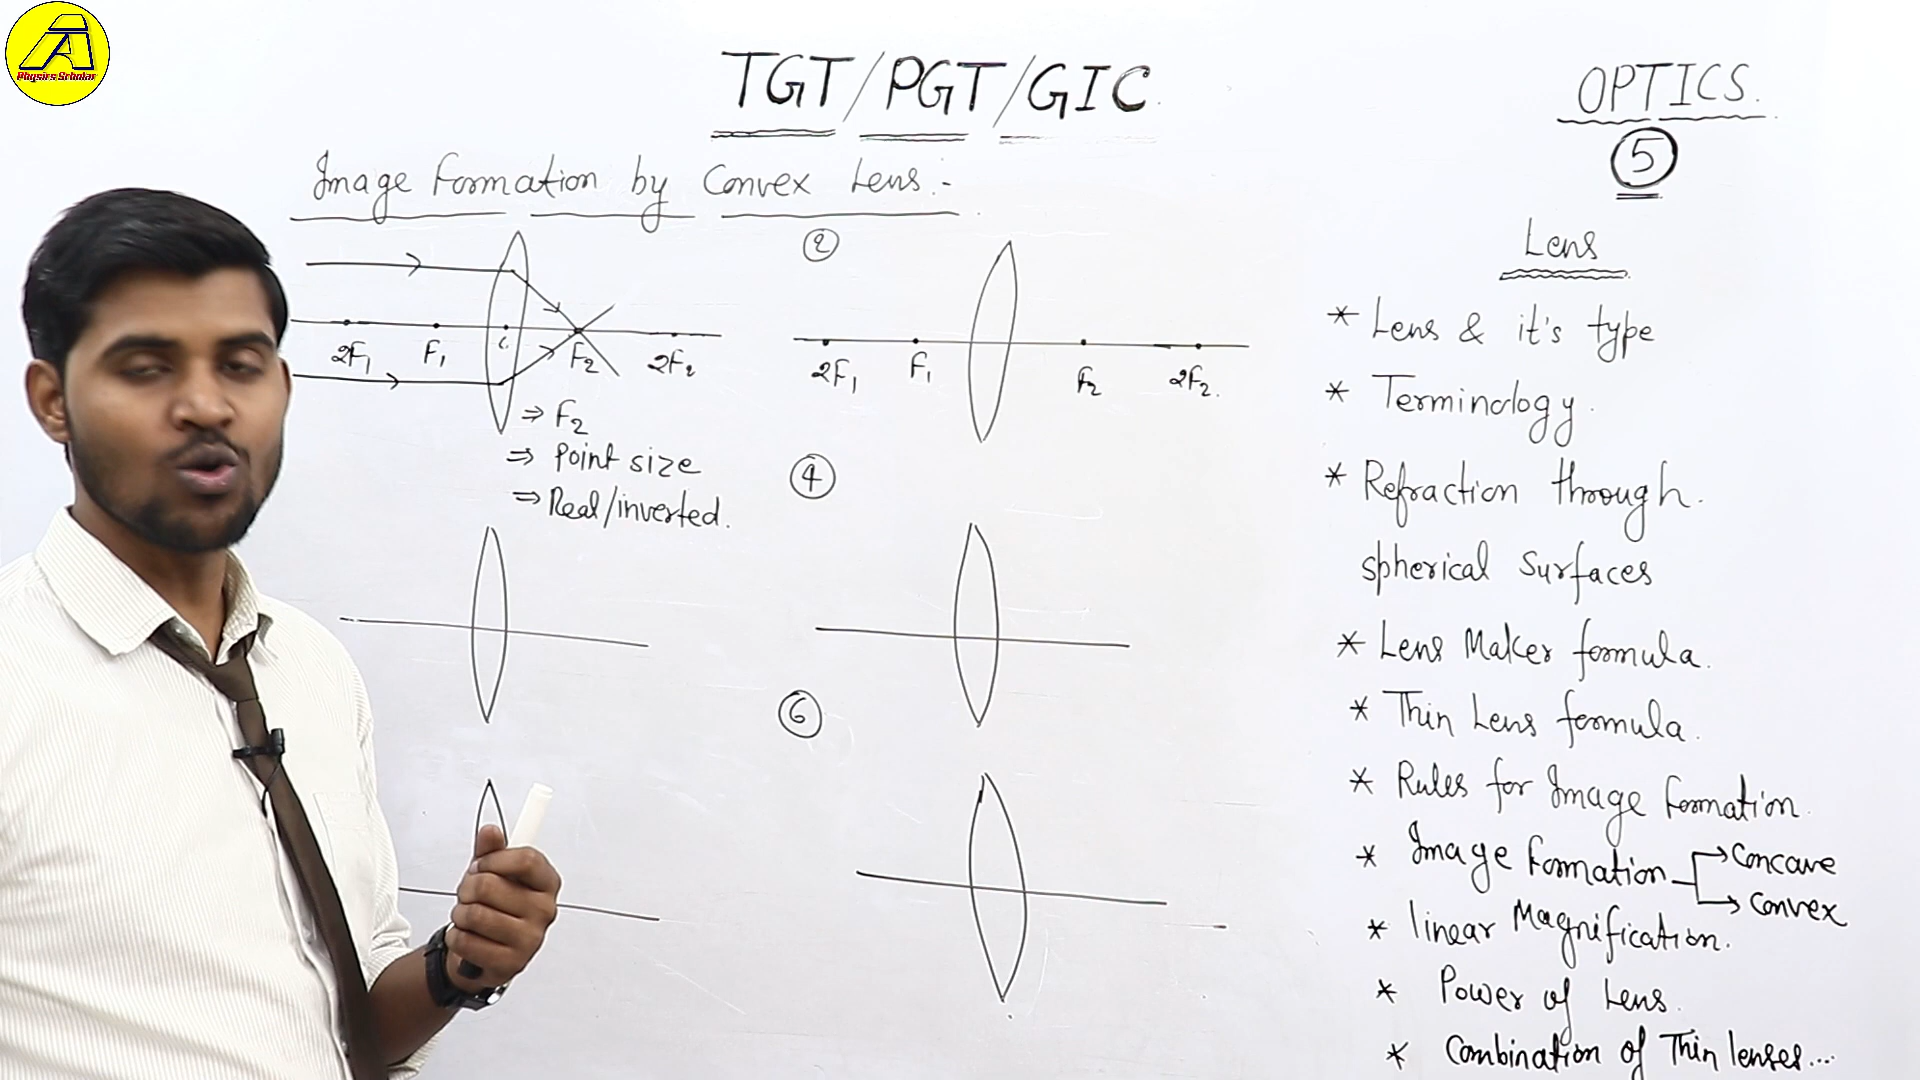 Physics Scholar
TGT/PGT/GIC
Image Formation by Convex Lens:-
2F₁ F₁ F₂ 2F₂
⇒ F₂
⇒ Point size
⇒ Real/inverted.
②
2F₁ F₁ F₂ 2F₂.
④
⑥
OPTICS.
⑤
Lens
* Lens & it's type
* Terminology.
* Refraction through.
spherical surfaces
* Lens Maker formula.
* Thin Lens formula.
* Rules for Image Formation.
* Image Formation → Concave
→ Convex
* linear Magnification.
* Power of Lens.
* Combination of Thin lenses...